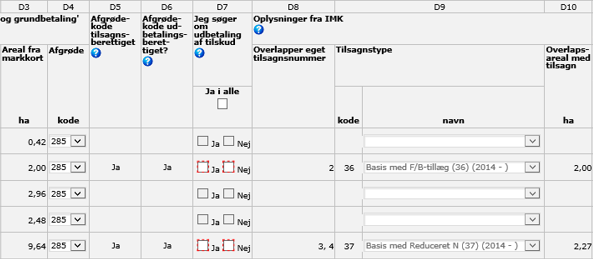 D3 D4 D5 D6 D7 D8 D9 D10
og grundbetaling'
Areal fra markkort
ha
Afgrøde
kode
Afgrøde-
kode
tilsagns-
berettiget
Afgrøde-
kode ud-
betalings-
beret-
tiget?
Jeg søger
om
udbetaling
af tilskud
Ja i alle
Oplysninger fra IMK
Overlapper eget
tilsagnsnummer
Tilsagnstype
kode
navn
Overlaps-
areal med
tilsagn
ha
0,42 285 Ja Nej
2,00 285 Ja Ja Ja Nej 2 36 Basis med F/B-tillæg (36) (2014 - ) 2,00
2,96 285 Ja Nej
2,48 285 Ja Nej
9,64 285 Ja Ja Ja Nej 3, 4 37 Basis med Reduceret N (37) (2014 - ) 2,27